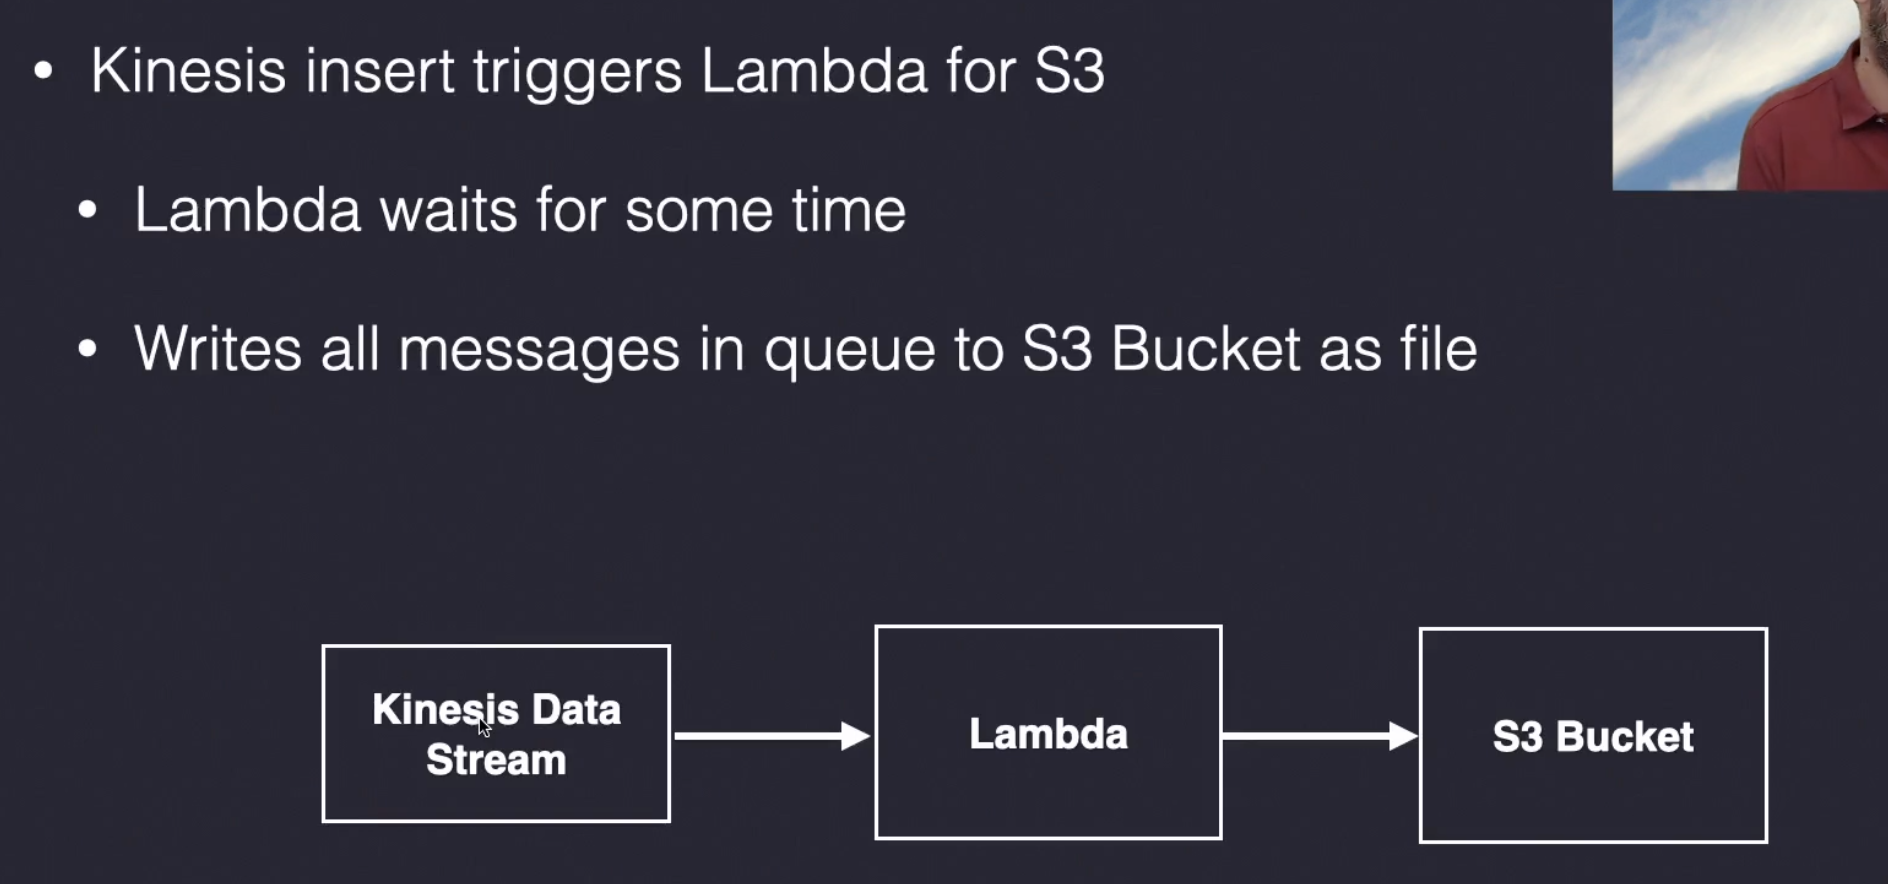 • Kinesis insert triggers Lambda for S3
• Lambda waits for some time
• Writes all messages in queue to S3 Bucket as file
Kinesis Data
Stream
Lambda
S3 Bucket